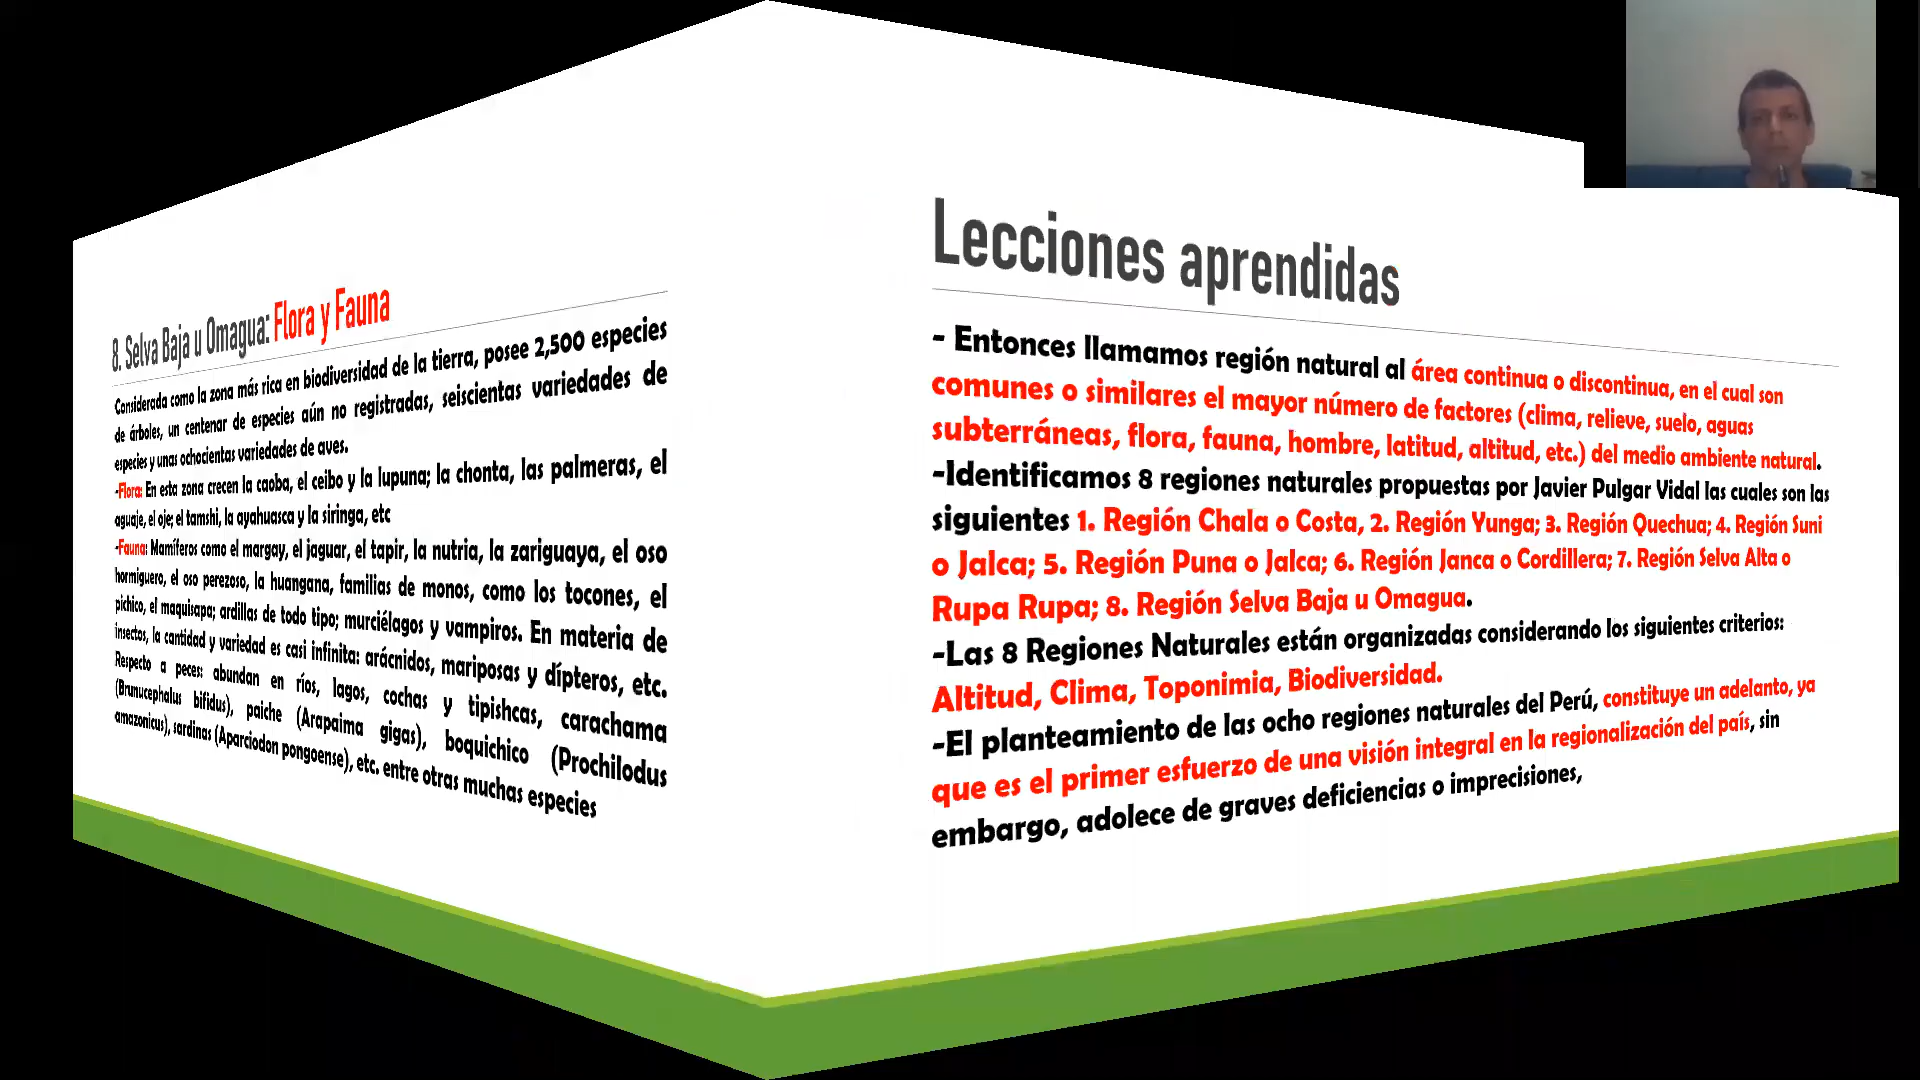 8. Selva Baja u Omagua: Flora y Fauna
Considerada como la zona más rica en biodiversidad de la tierra, posee 2,500 especies
de árboles, un centenar de especies aún no registradas, seiscientas variedades de
especies y unas ochocientas variedades de aves.
-Flora: En esta zona crecen la caoba, el ceibo y la lupuna; la chonta, las palmeras, el
aguaje, el oje; el tamshi, la ayahuasca y la siringa, etc
-Fauna: Mamíferos como el margay, el jaguar, el tapir, la nutria, la zariguaya, el oso
hormiguero, el oso perezoso, la huangana, familias de monos, como los tocones, el
pichico, el maquisapa; ardillas de todo tipo; murciélagos y vampiros. En materia de
insectos, la cantidad y variedad es casi infinita: arácnidos, mariposas y dípteros, etc.
Respecto a peces: abundan en ríos, lagos, cochas y tipishcas, carachama
(Brunucephalus bifidus), paiche (Arapaima gigas), boquichico (Prochilodus
amazonicus), sardinas (Aparciodon pongoense), etc. entre otras muchas especies
Lecciones aprendidas
- Entonces llamamos región natural al área continua o discontinua, en el cual son
comunes o similares el mayor número de factores (clima, relieve, suelo, aguas
subterráneas, flora, fauna, hombre, latitud, altitud, etc.) del medio ambiente natural.
-Identificamos 8 regiones naturales propuestas por Javier Pulgar Vidal las cuales son las
siguientes 1. Región Chala o Costa, 2. Región Yunga; 3. Región Quechua; 4. Región Suni
o Jalca; 5. Región Puna o Jalca; 6. Región Janca o Cordillera; 7. Región Selva Alta o
Rupa Rupa; 8. Región Selva Baja u Omagua.
-Las 8 Regiones Naturales están organizadas considerando los siguientes criterios:
Altitud, Clima, Toponimia, Biodiversidad.
-El planteamiento de las ocho regiones naturales del Perú, constituye un adelanto, ya
que es el primer esfuerzo de una visión integral en la regionalización del país, sin
embargo, adolece de graves deficiencias o imprecisiones,